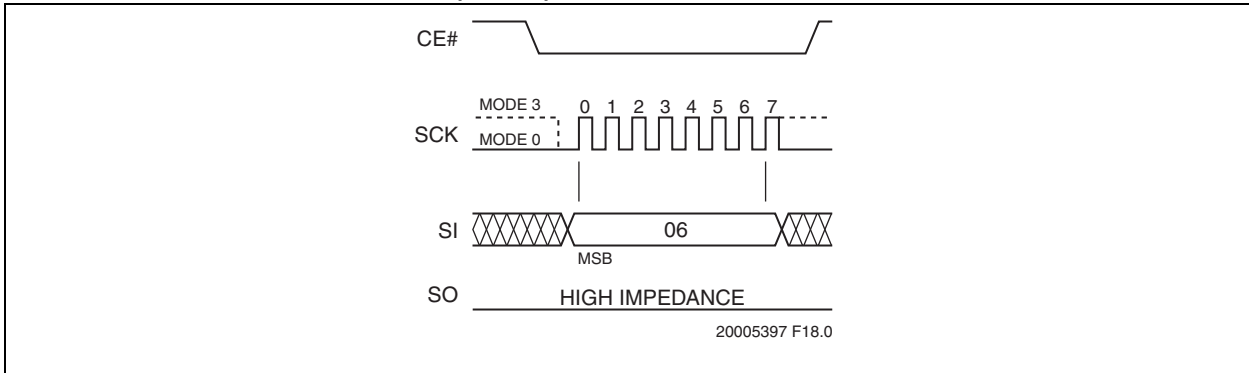 CE#
MODE 3
0 1 2 3 4 5 6 7
SCK
MODE 0
SI
06
MSB
SO
HIGH IMPEDANCE
20005397 F18.0